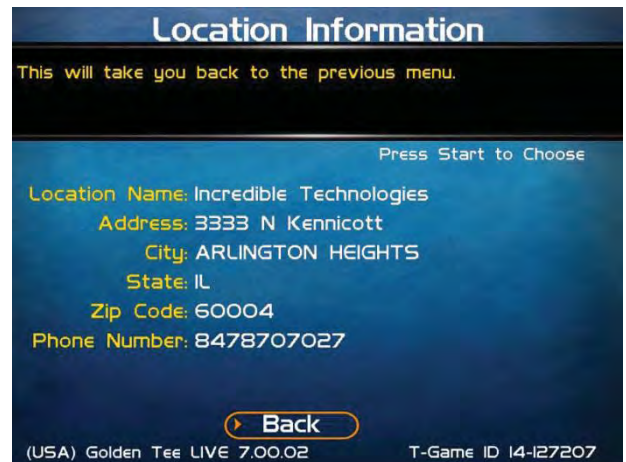 Location Information
This will take you back to the previous menu.
Press Start to Choose
Location Name: Incredible Technologies
Address: 3333 N Kennicott
City: ARLINGTON HEIGHTS
State: IL
Zip Code: 60004
Phone Number: 8478707027
Back
(USA) Golden Tee LIVE 7.00.02 T-Game ID 14-127207